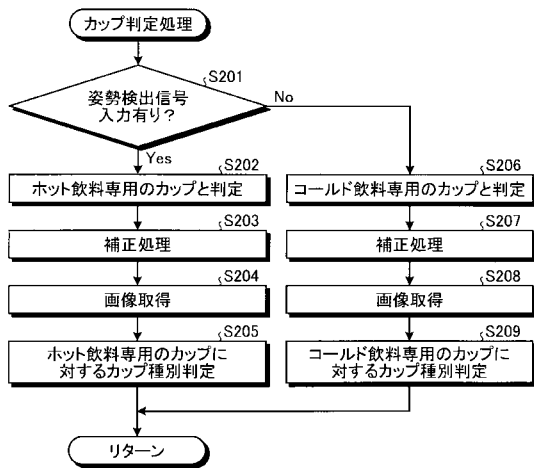 カップ判定処理
S201
姿勢検出信号
入力有り?
No
Yes
S202
ホット飲料専用のカップと判定
S203
補正処理
S204
画像取得
S205
ホット飲料専用のカップに
対するカップ種別判定
S206
コールド飲料専用のカップと判定
S207
補正処理
S208
画像取得
S209
コールド飲料専用のカップに
対するカップ種別判定
リターン